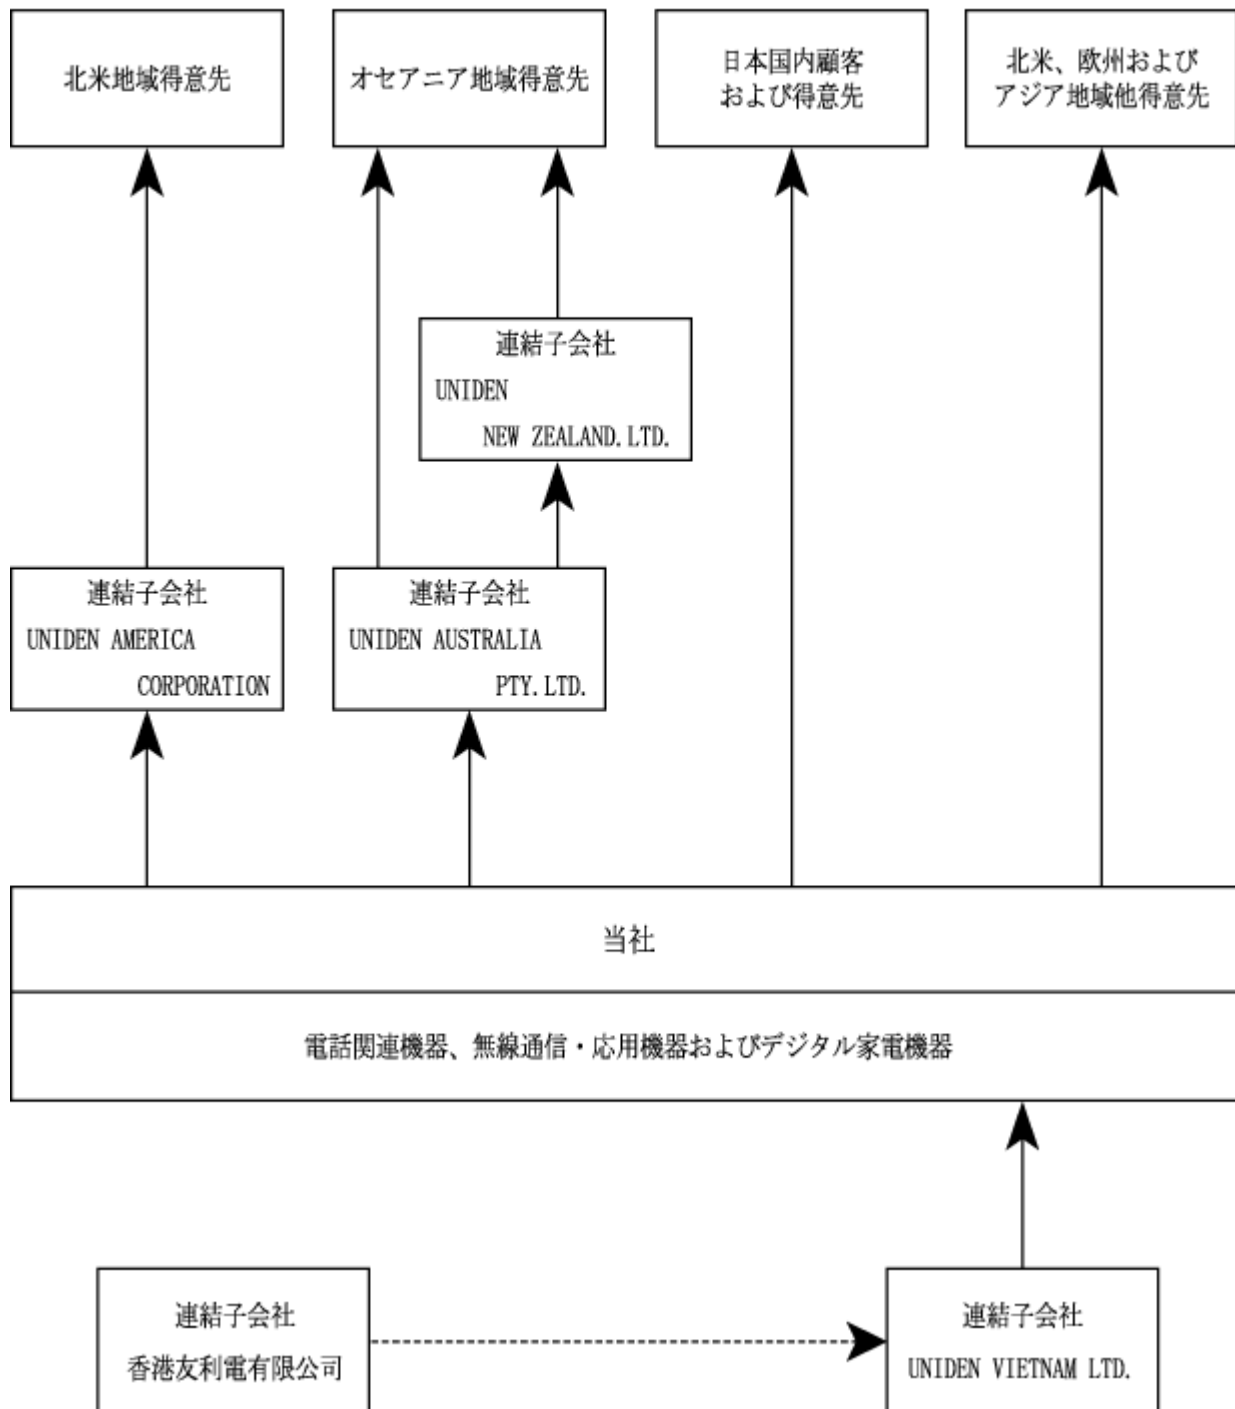 北米地域得意先
オセアニア地域得意先
日本国内顧客
および得意先
北米、欧州および
アジア地域他得意先
連結子会社
UNIDEN
NEW ZEALAND.LTD.
連結子会社
UNIDEN AMERICA
CORPORATION
連結子会社
UNIDEN AUSTRALIA
PTY.LTD.
当社
電話関連機器、無線通信・応用機器およびデジタル家電機器
連結子会社
香港友利電有限公司
連結子会社
UNIDEN VIETNAM LTD.